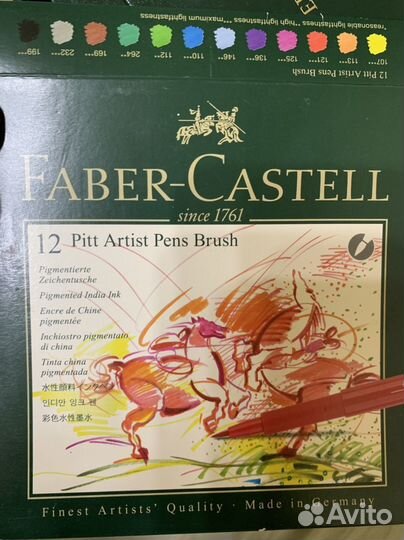 *reasonable lightfastness **high lightfastness ***maximum lightfastness
199*** 232*** 169*** 264** 112** 110*** 146** 136*** 125*** 121*** 113*** 107***
12 Pitt Artist Pens Brush
FABER-CASTELL
since 1761
12 Pitt Artist Pens Brush
Pigmentierte
Zeichentusche
Pigmented India Ink
Encre de Chine
pigmentée
Inchiostro pigmentato
di china
Tinta china
pigmentada
水性顔料インクペン
인디안 잉크 펜
彩色水性墨水
Finest Artists' Quality · Made in Germany
Avito